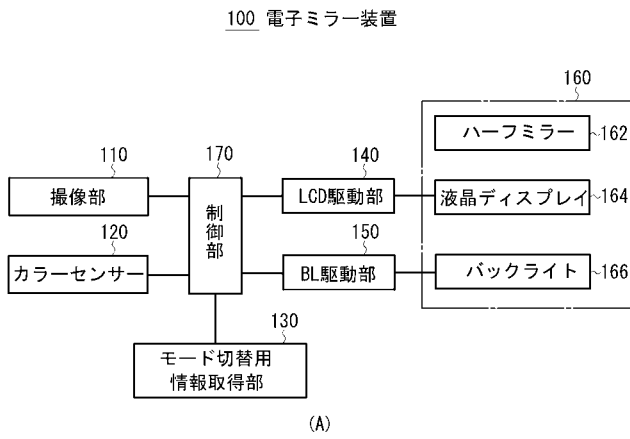 100 電子ミラー装置
160
ハーフミラー
162
110
170
140
撮像部
制御部
LCD駆動部
液晶ディスプレイ
164
120
150
カラーセンサー
BL駆動部
バックライト
166
130
モード切替用
情報取得部
(A)